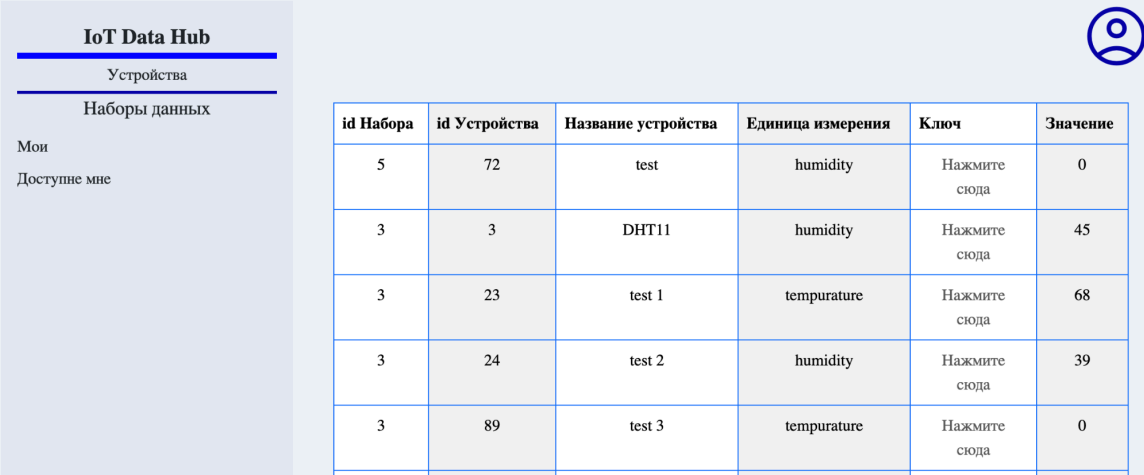 IoT Data Hub
Устройства
Наборы данных
Мои
Доступне мне
id Набора id Устройства Название устройства Единица измерения Ключ Значение
5 72 test humidity Нажмите 0
сюда
3 3 DHT11 humidity Нажмите 45
сюда
3 23 test 1 tempurature Нажмите 68
сюда
3 24 test 2 humidity Нажмите 39
сюда
3 89 test 3 tempurature Нажмите 0
сюда